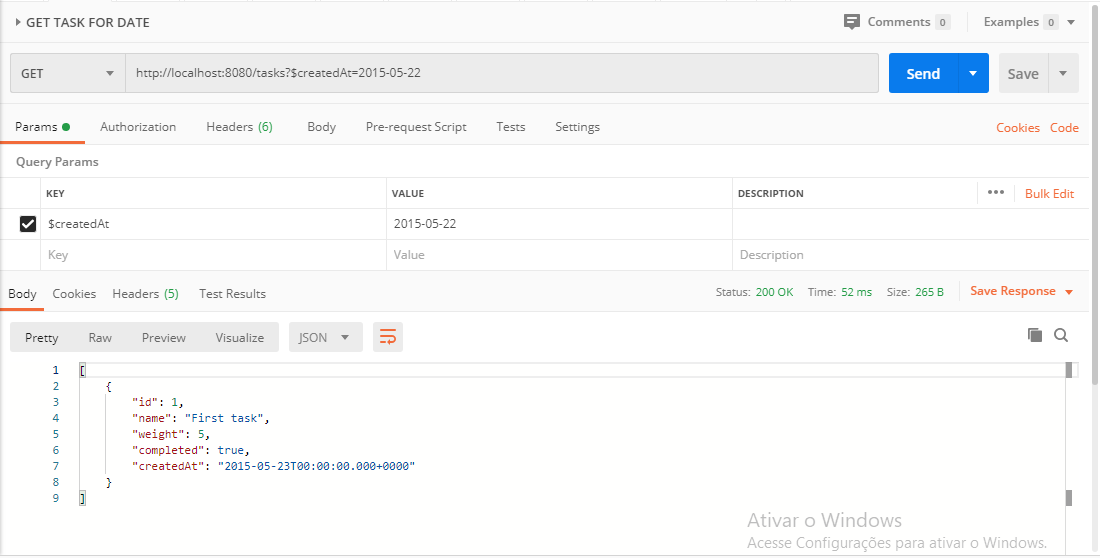 GET TASK FOR DATE Comments 0 Examples 0
GET http://localhost:8080/tasks?$createdAt=2015-05-22 Send Save
Params Authorization Headers (6) Body Pre-request Script Tests Settings Cookies Code
Query Params
KEY VALUE DESCRIPTION ••• Bulk Edit
$createdAt 2015-05-22
Key Value Description
Body Cookies Headers (5) Test Results Status: 200 OK Time: 52 ms Size: 265 B Save Response
Pretty Raw Preview Visualize JSON
1 [
2 {
3 "id": 1,
4 "name": "First task",
5 "weight": 5,
6 "completed": true,
7 "createdAt": "2015-05-23T00:00:00.000+0000"
8 }
9 ]
Ativar o Windows
Acesse Configurações para ativar o Windows.